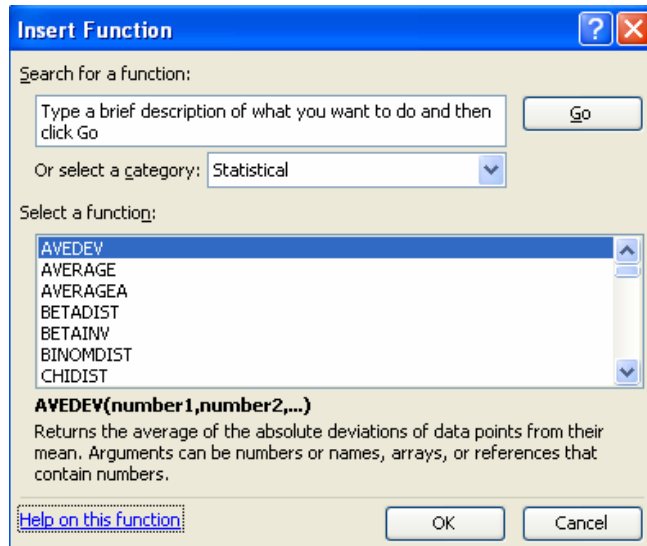 Insert Function
Search for a function:
Type a brief description of what you want to do and then
click Go
Go
Or select a category: Statistical
Select a function:
AVEDEV
AVERAGE
AVERAGEA
BETADIST
BETAINV
BINOMDIST
CHIDIST
AVEDEV(number1,number2,...)
Returns the average of the absolute deviations of data points from their
mean. Arguments can be numbers or names, arrays, or references that
contain numbers.
Help on this function
OK
Cancel